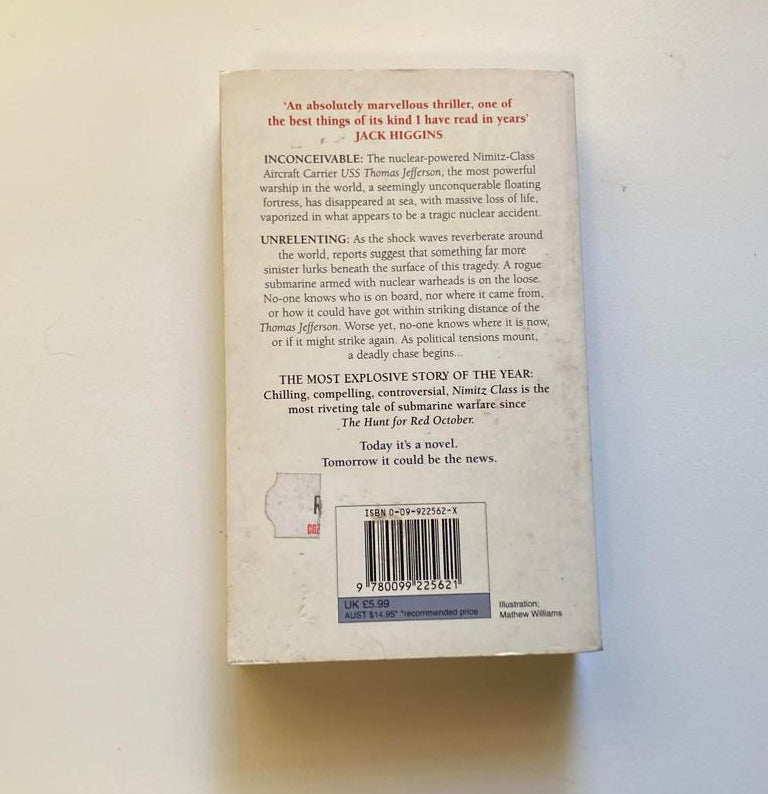 'An absolutely marvellous thriller, one of
the best things of its kind I have read in years'
JACK HIGGINS
INCONCEIVABLE: The nuclear-powered Nimitz-Class
Aircraft Carrier USS Thomas Jefferson, the most powerful
warship in the world, a seemingly unconquerable floating
fortress, has disappeared at sea, with massive loss of life,
vaporized in what appears to be a tragic nuclear accident.
UNRELENTING: As the shock waves reverberate around
the world, reports suggest that something far more
sinister lurks beneath the surface of this tragedy. A rogue
submarine armed with nuclear warheads is on the loose.
No-one knows who is on board, nor where it came from,
or how it could have got within striking distance of the
Thomas Jefferson. Worse yet, no-one knows where it is now,
or if it might strike again. As political tensions mount,
a deadly chase begins...
THE MOST EXPLOSIVE STORY OF THE YEAR:
Chilling, compelling, controversial, Nimitz Class is the
most riveting tale of submarine warfare since
The Hunt for Red October.
Today it's a novel.
Tomorrow it could be the news.
ISBN 0-09-922562-X
9 780099 225621
UK £5.99
AUST $14.95* *recommended price
Illustration;
Mathew Williams